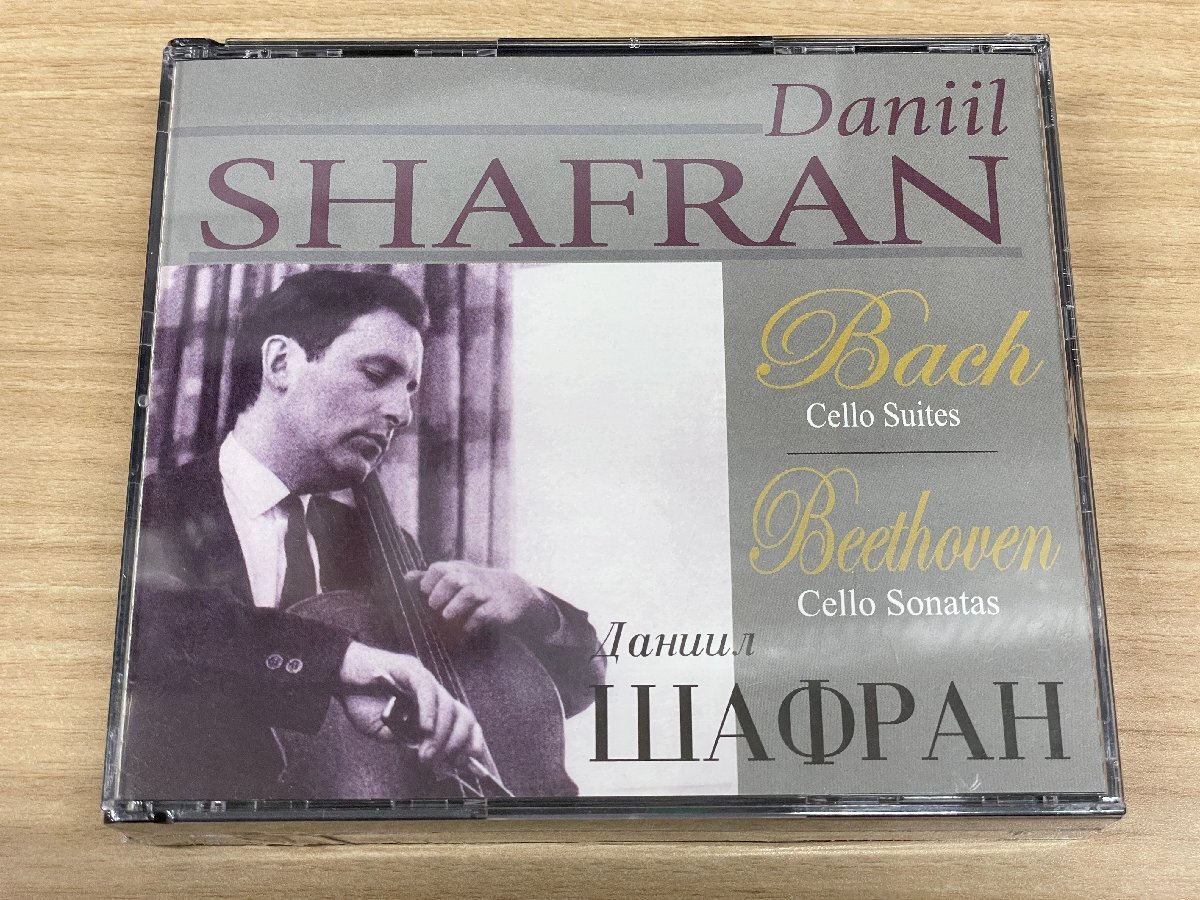 Daniil
SHAFRAN
Bach
Cello Suites
Beethoven
Cello Sonatas
Даниил
ШАФРАН